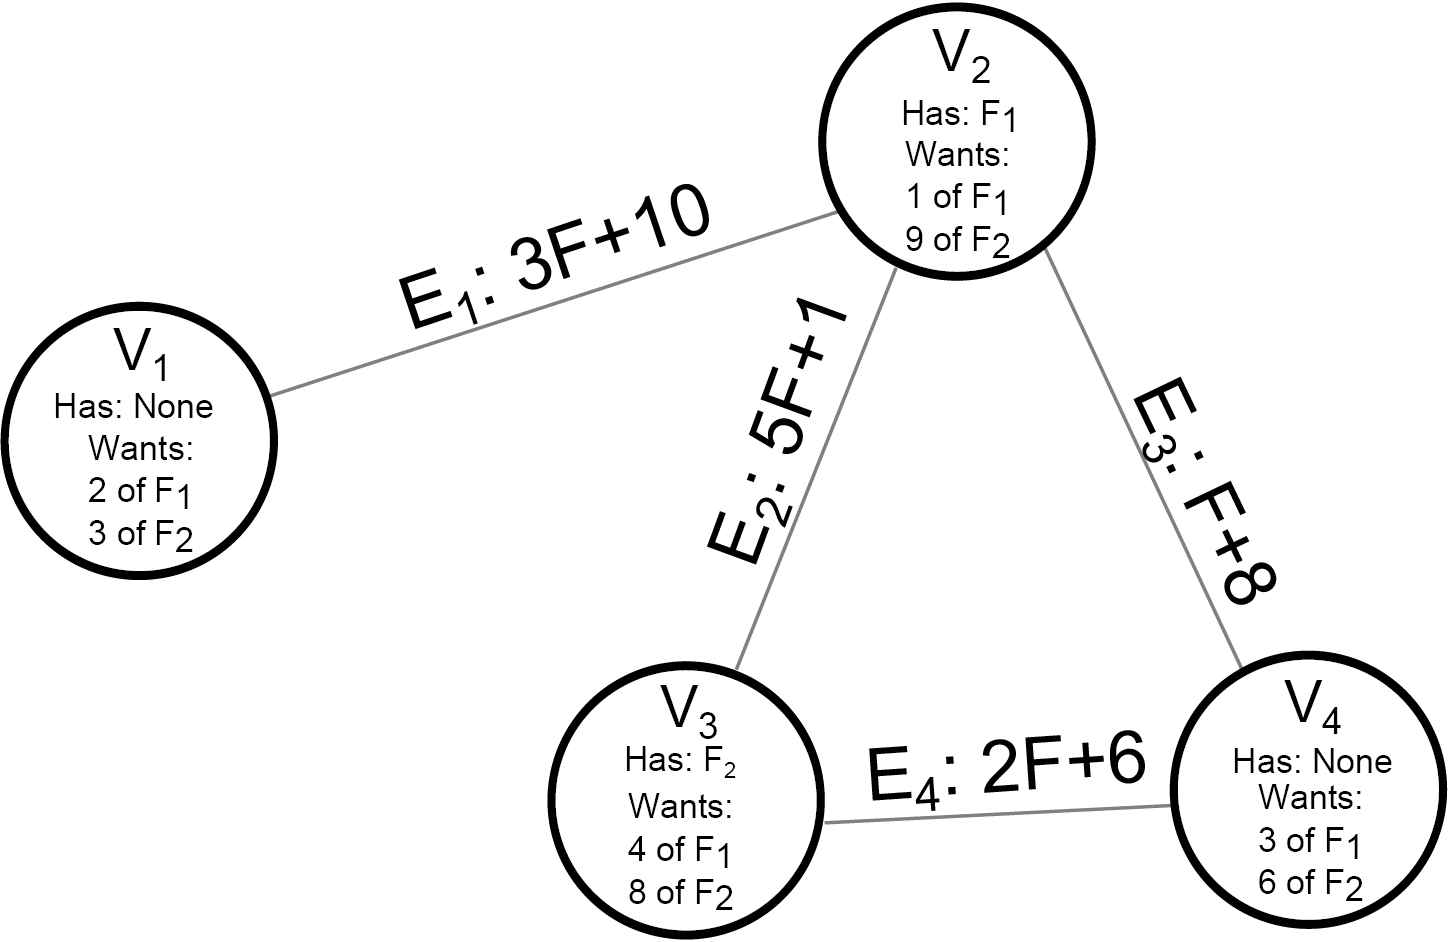 V₂
Has: F₁
Wants:
1 of F₁
9 of F₂
E₁: 3F+10
E₂: 5F+1
E₃: F+8
V₁
Has: None
Wants:
2 of F₁
3 of F₂
V₃
Has: F₂
Wants:
4 of F₁
8 of F₂
E₄: 2F+6
V₄
Has: None
Wants:
3 of F₁
6 of F₂